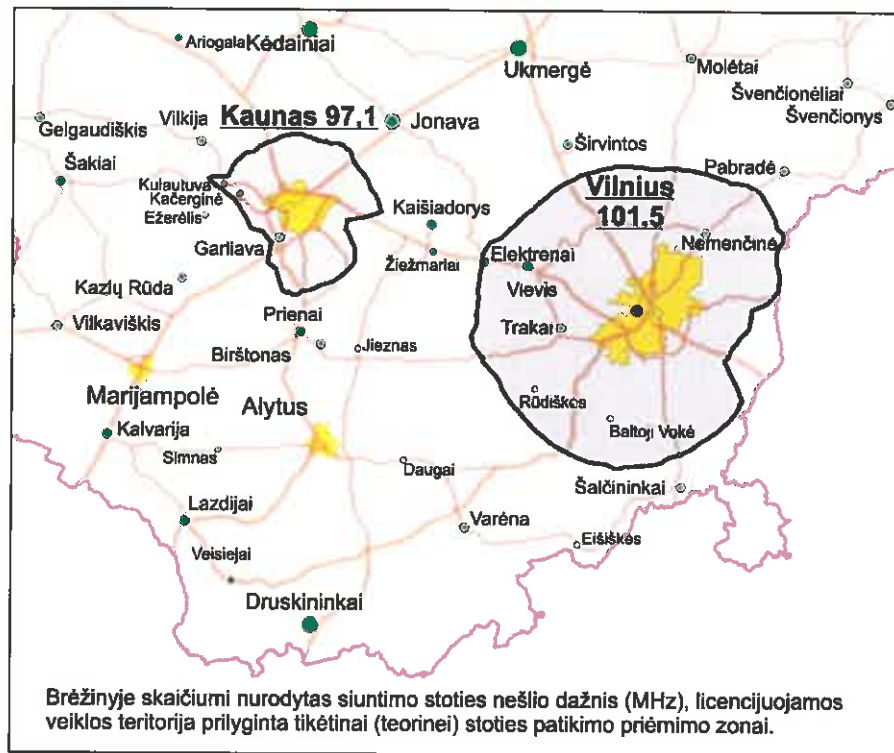 Ariogala Kėdainiai
Ukmergė
Molėtai
Švenčionėliai
Švenčionys
Vilkija
Kaunas 97,1
Jonava
Gelgaudiškis
Širvintos
Šakiai
Pabradė
Kulautuva
Vilnius
101,5
Kačerginė
Ežerėlis
Kaišiadorys
Garliava
Nemenčinė
Žiežmariai
Elektrėnai
Vievis
Kazlų Rūda
Prienai
Vilkaviškis
Trakai
Birštonas
Jieznas
Marijampolė
Rūdiškės
Alytus
Kalvarija
Baltoji Vokė
Simnas
Daugai
Šalčininkai
Lazdijai
Varėna
Eišiškės
Veisiejai
Druskininkai
Brėžinyje skaičiumi nurodytas siuntimo stoties nešlio dažnis (MHz), licencijuojamos
veiklos teritorija prilyginta tikėtinai (teorinei) stoties patikimo priėmimo zonai.